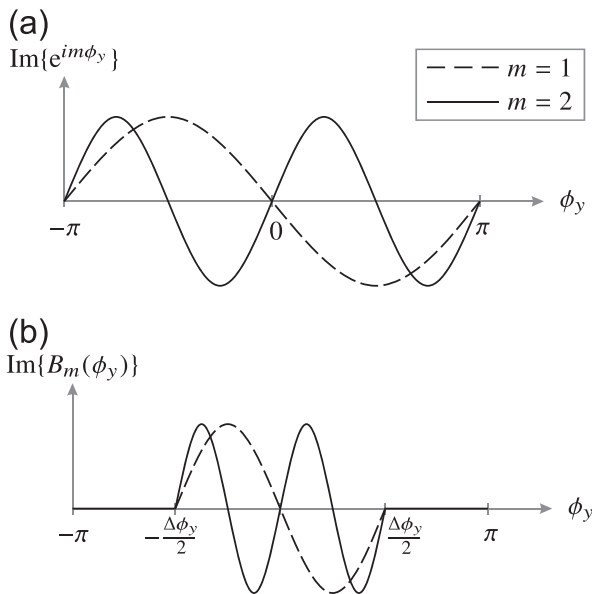 (a)
Im{e^{imϕ_y}}
m = 1
m = 2
−π
0
π
ϕ_y
(b)
Im{B_m(ϕ_y)}
−π
−Δϕ_y/2
Δϕ_y/2
π
ϕ_y